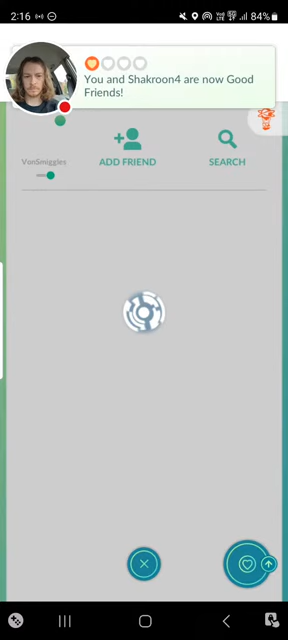 2:16
84%
You and Shakroon4 are now Good
Friends!
VonSmiggles
ADD FRIEND
SEARCH